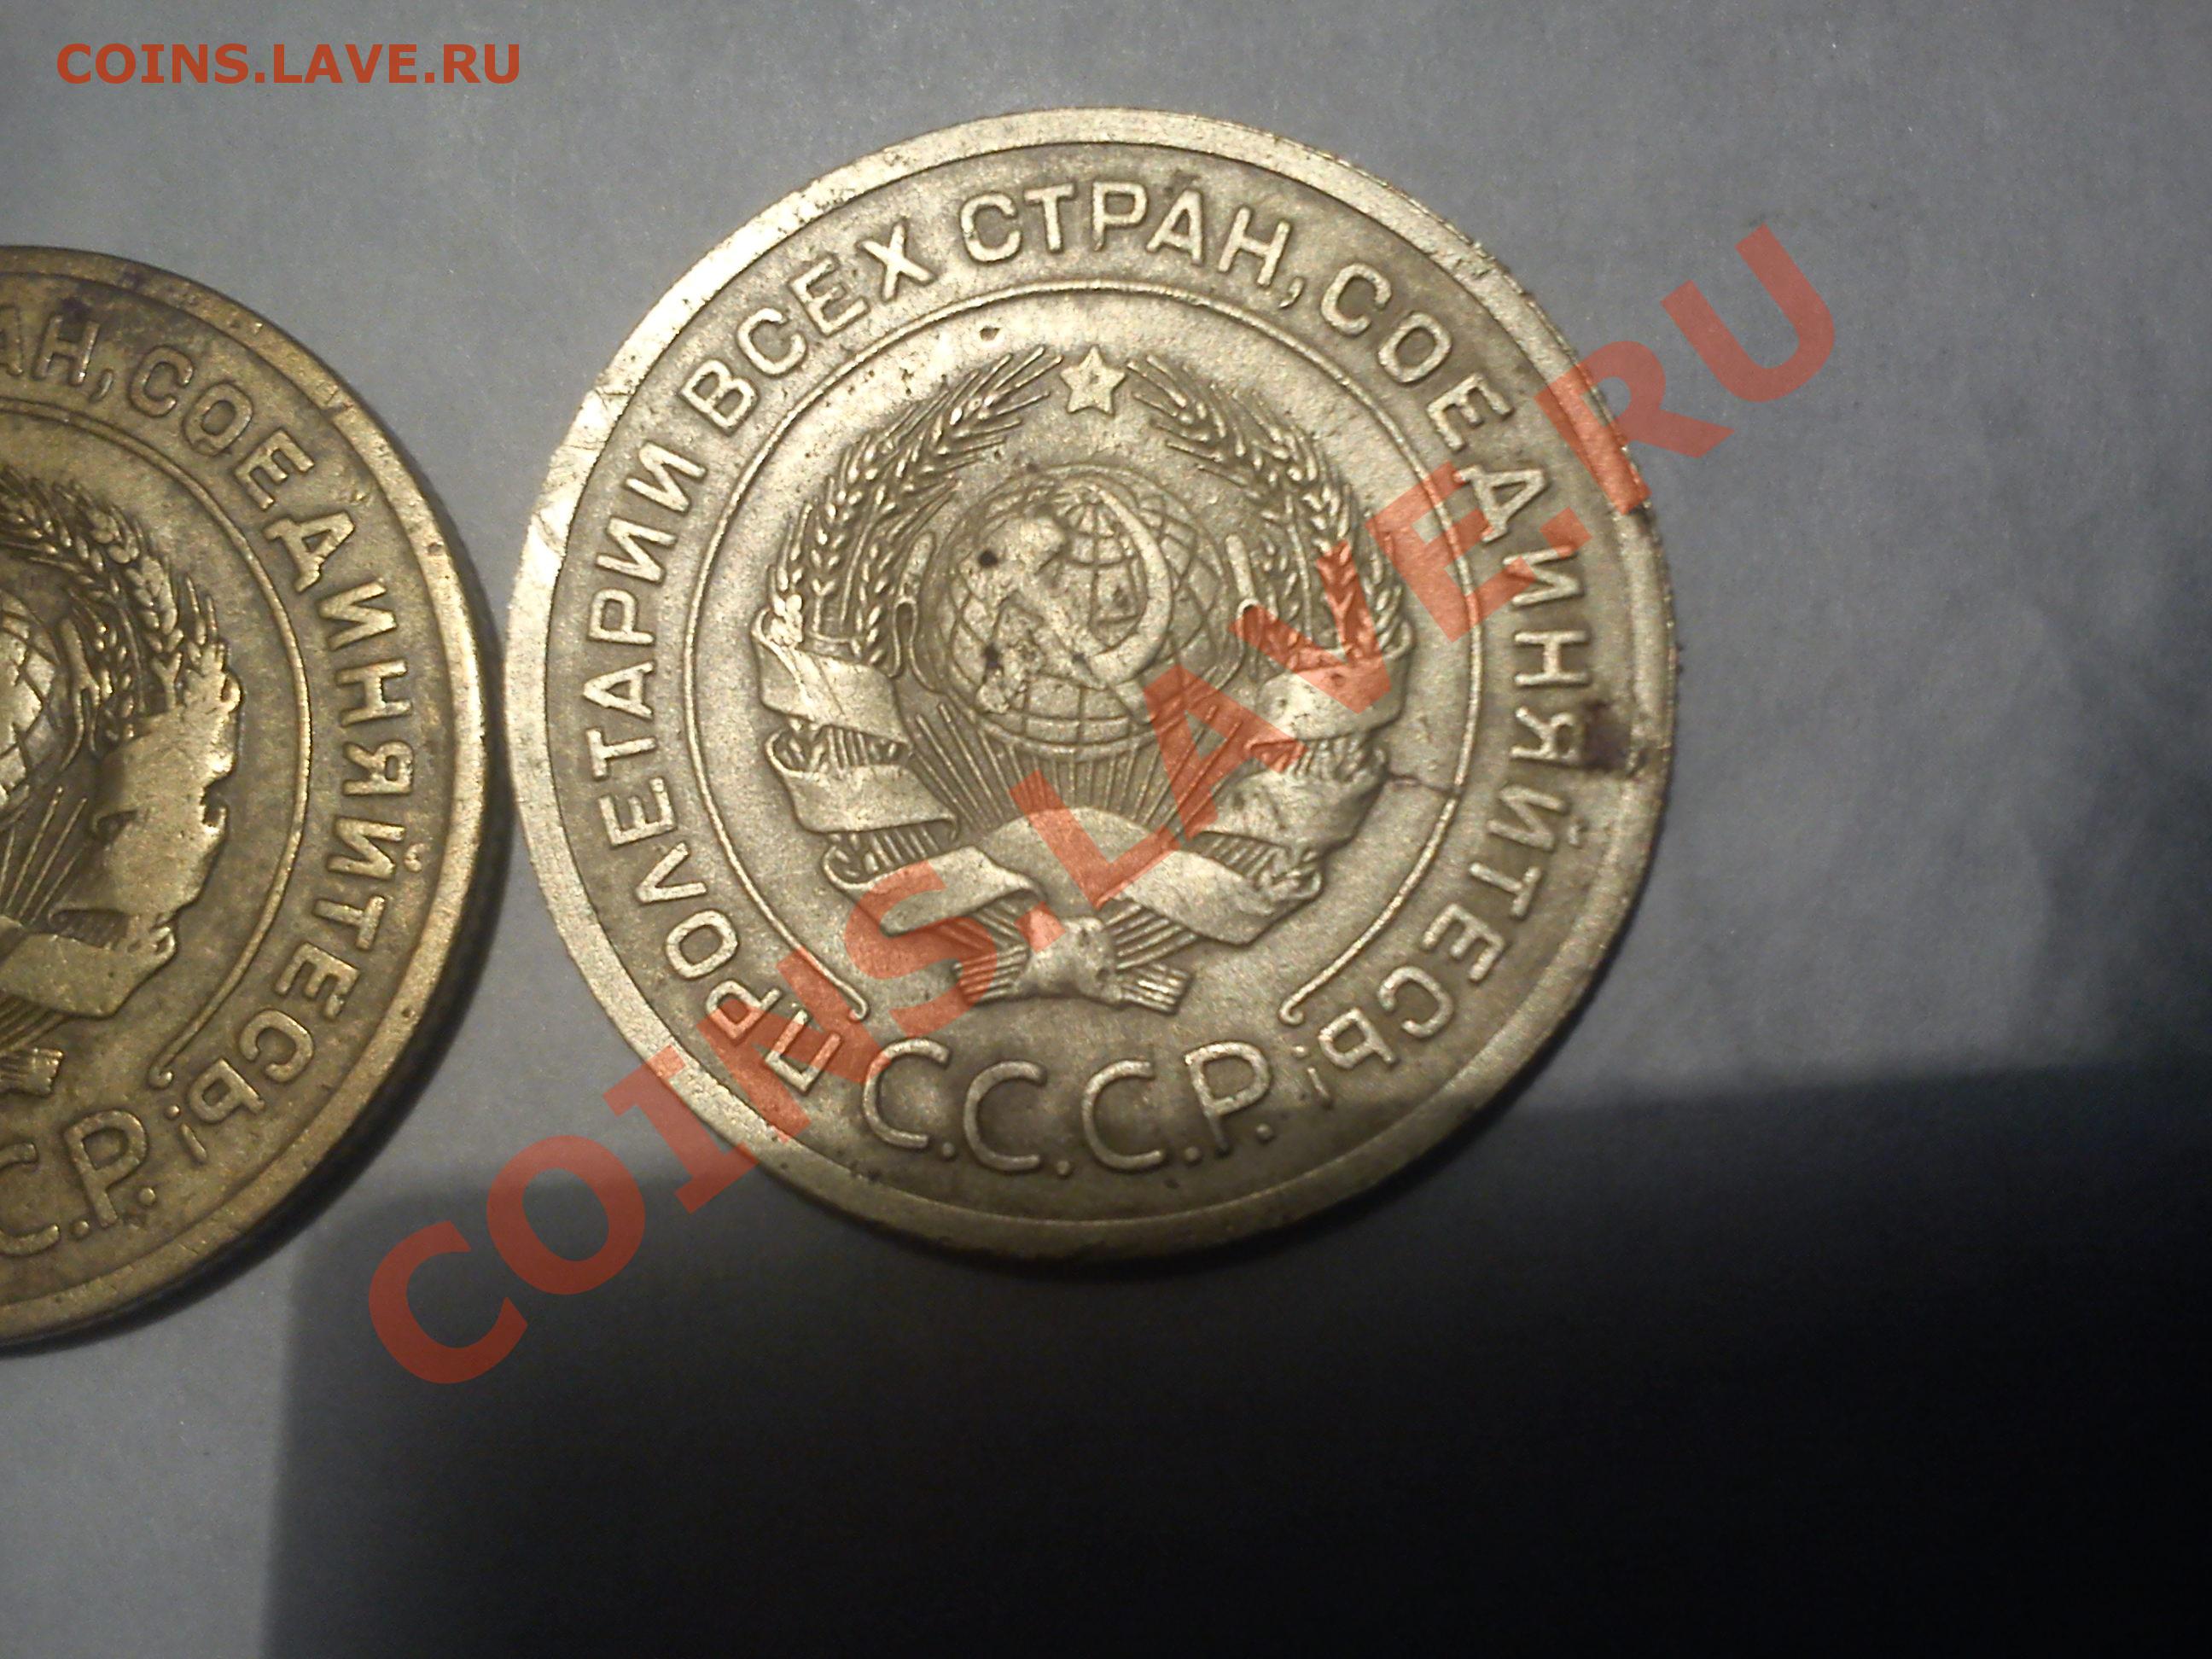 COINS.LAVE.RU
АН, СОЕДИНЯЙТЕСЬ!
С.Р.
ПРОЛЕТАРИИ ВСЕХ СТРАН, СОЕДИНЯЙТЕСЬ!
С.С.С.Р.
COINS.LAVE.RU